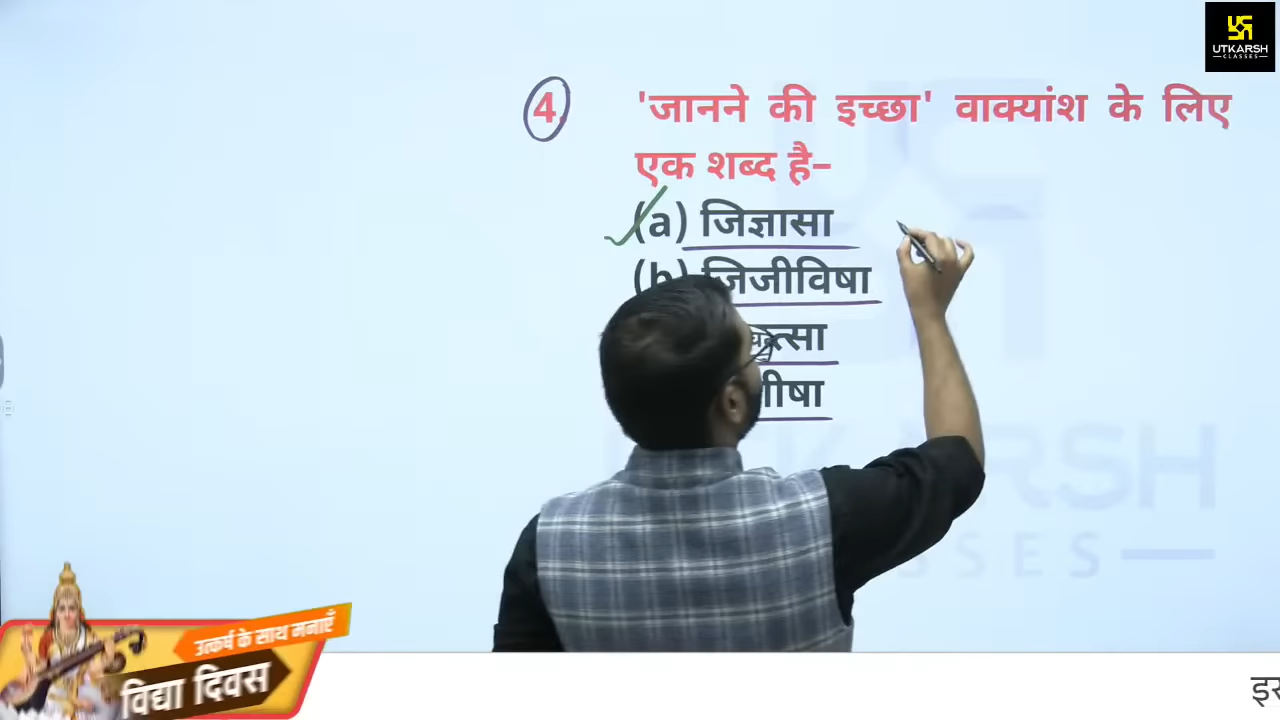 UTKARSH
CLASSES
4. 'जानने की इच्छा' वाक्यांश के लिए
एक शब्द है–
(a) जिज्ञासा
(b) जिजीविषा
उत्कर्ष के साथ मनाएँ
विद्या दिवस